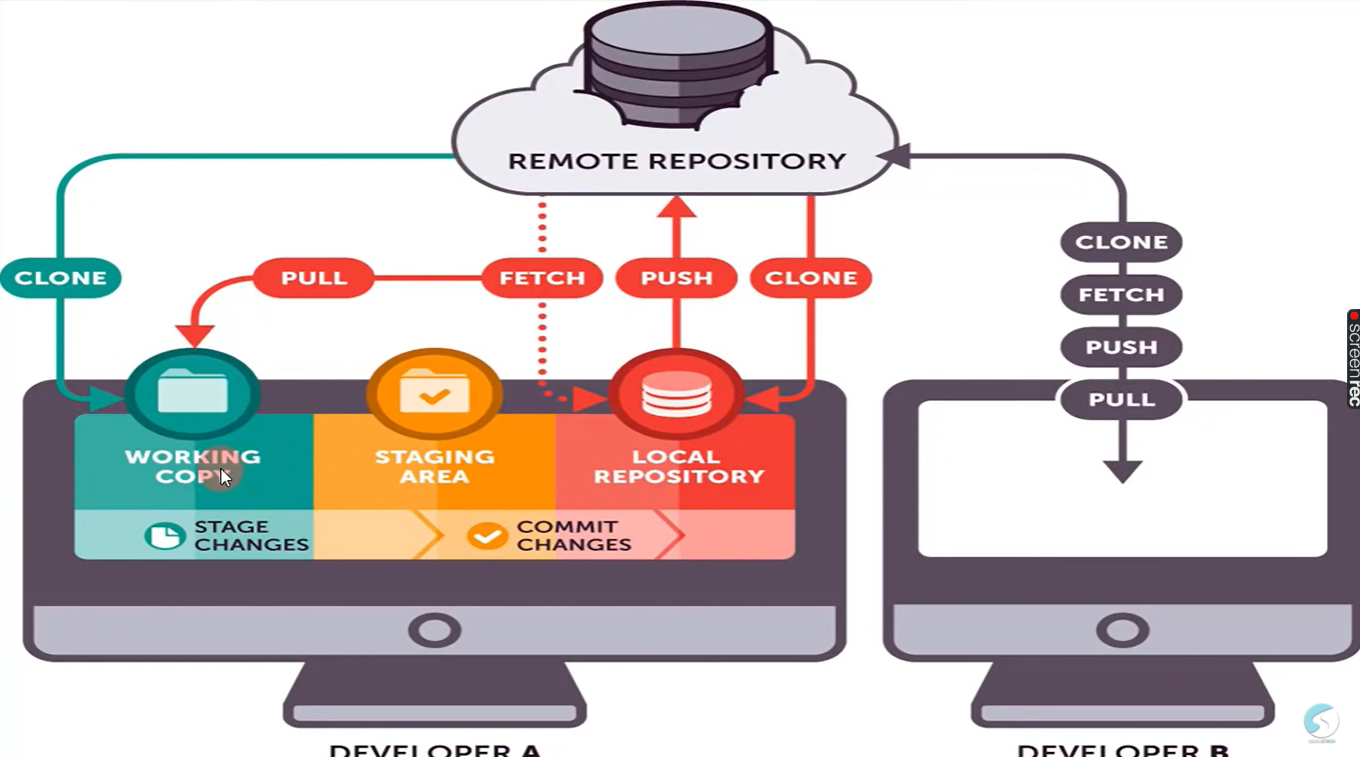 REMOTE REPOSITORY
CLONE
PULL
FETCH
PUSH
CLONE
CLONE
FETCH
PUSH
PULL
WORKING
COPY
STAGING
AREA
LOCAL
REPOSITORY
STAGE
CHANGES
COMMIT
CHANGES
DEVELOPER A
DEVELOPER B
screenrec